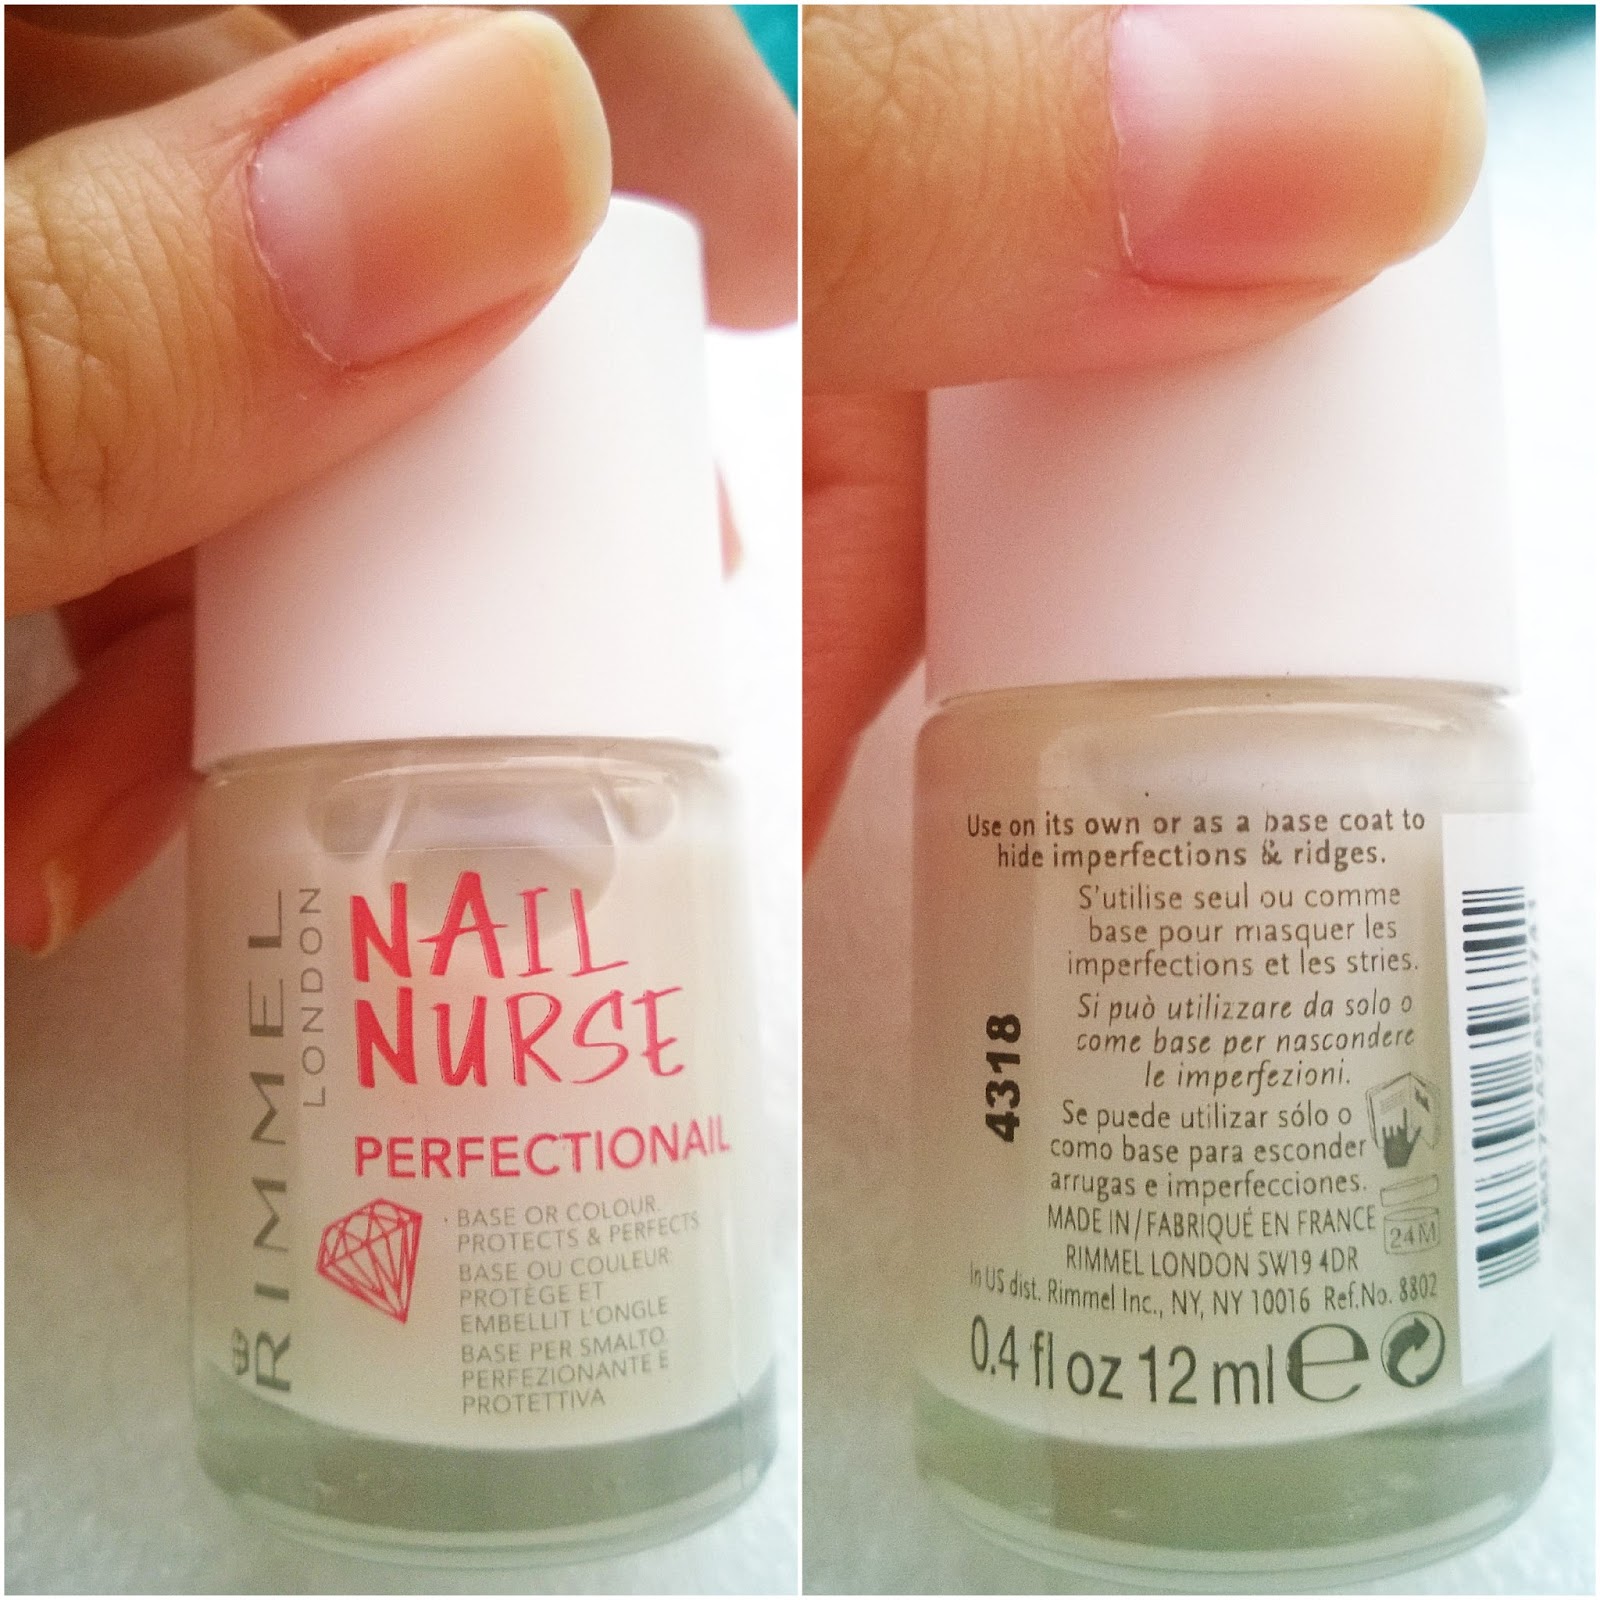 RIMMEL
LONDON
NAIL
NURSE
PERFECTIONAIL
BASE OR COLOUR.
PROTECTS & PERFECTS
BASE OU COULEUR
PROTÈGE ET
EMBELLIT L'ONGLE
BASE PER SMALTO
PERFEZIONANTE E
PROTETTIVA
Use on its own or as a base coat to
hide imperfections & ridges.
S'utilise seul ou comme
base pour masquer les
imperfections et les stries.
Si può utilizzare da solo o
come base per nascondere
le imperfezioni.
Se puede utilizar sólo o
como base para esconder
arrugas e imperfecciones.
MADE IN/FABRIQUÉ EN FRANCE
RIMMEL LONDON SW19 4DR
In US dist. Rimmel Inc., NY, NY 10016 Ref.No. 8802
0.4 fl oz 12 ml e
4318
24M